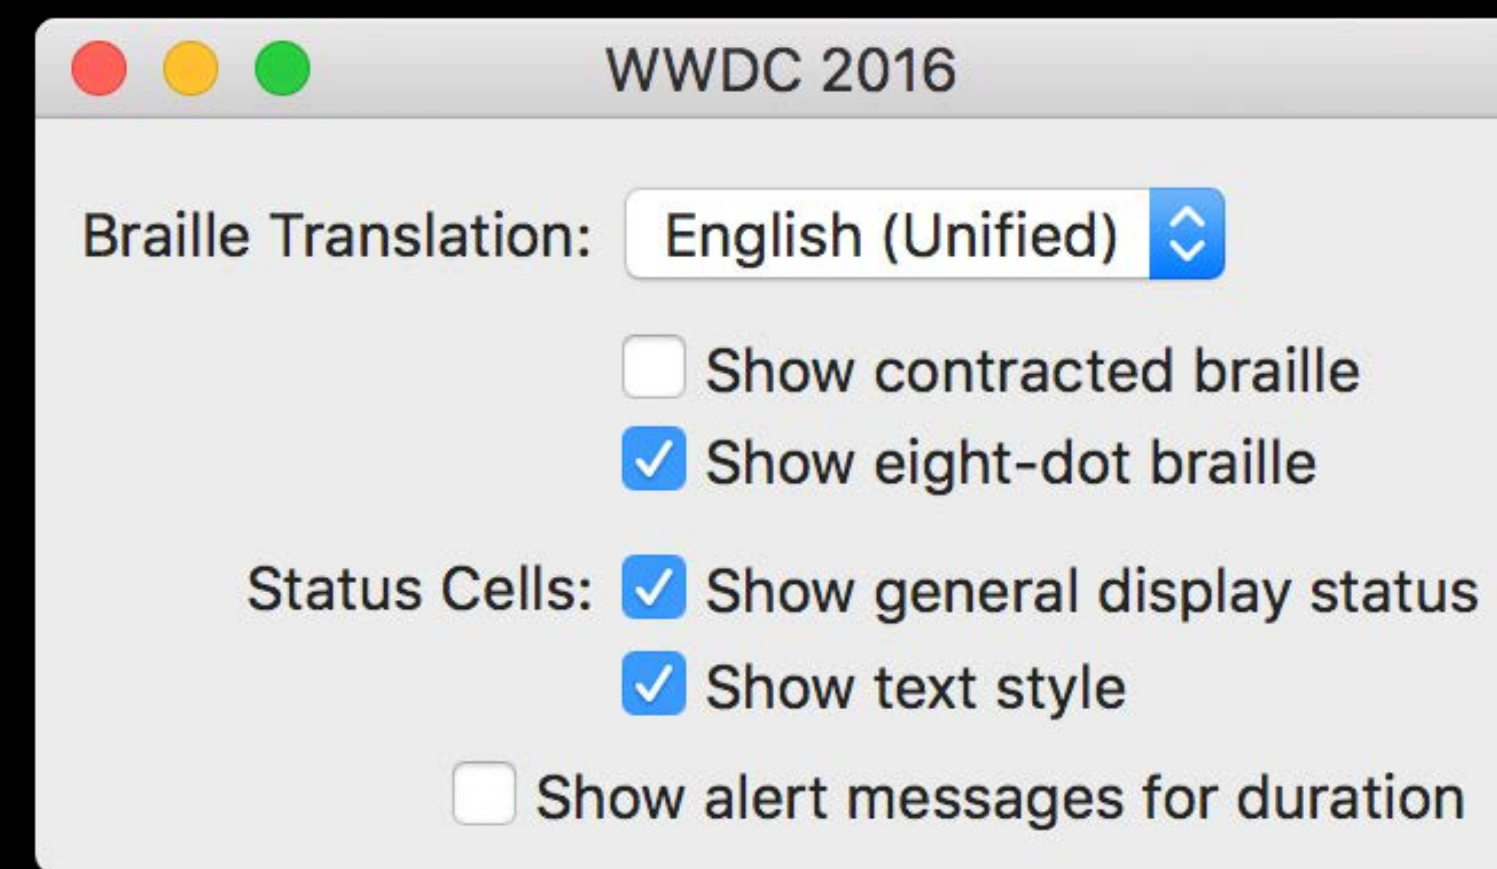 WWDC 2016
Braille Translation: English (Unified)
Show contracted braille
Show eight-dot braille
Status Cells: Show general display status
Show text style
Show alert messages for duration